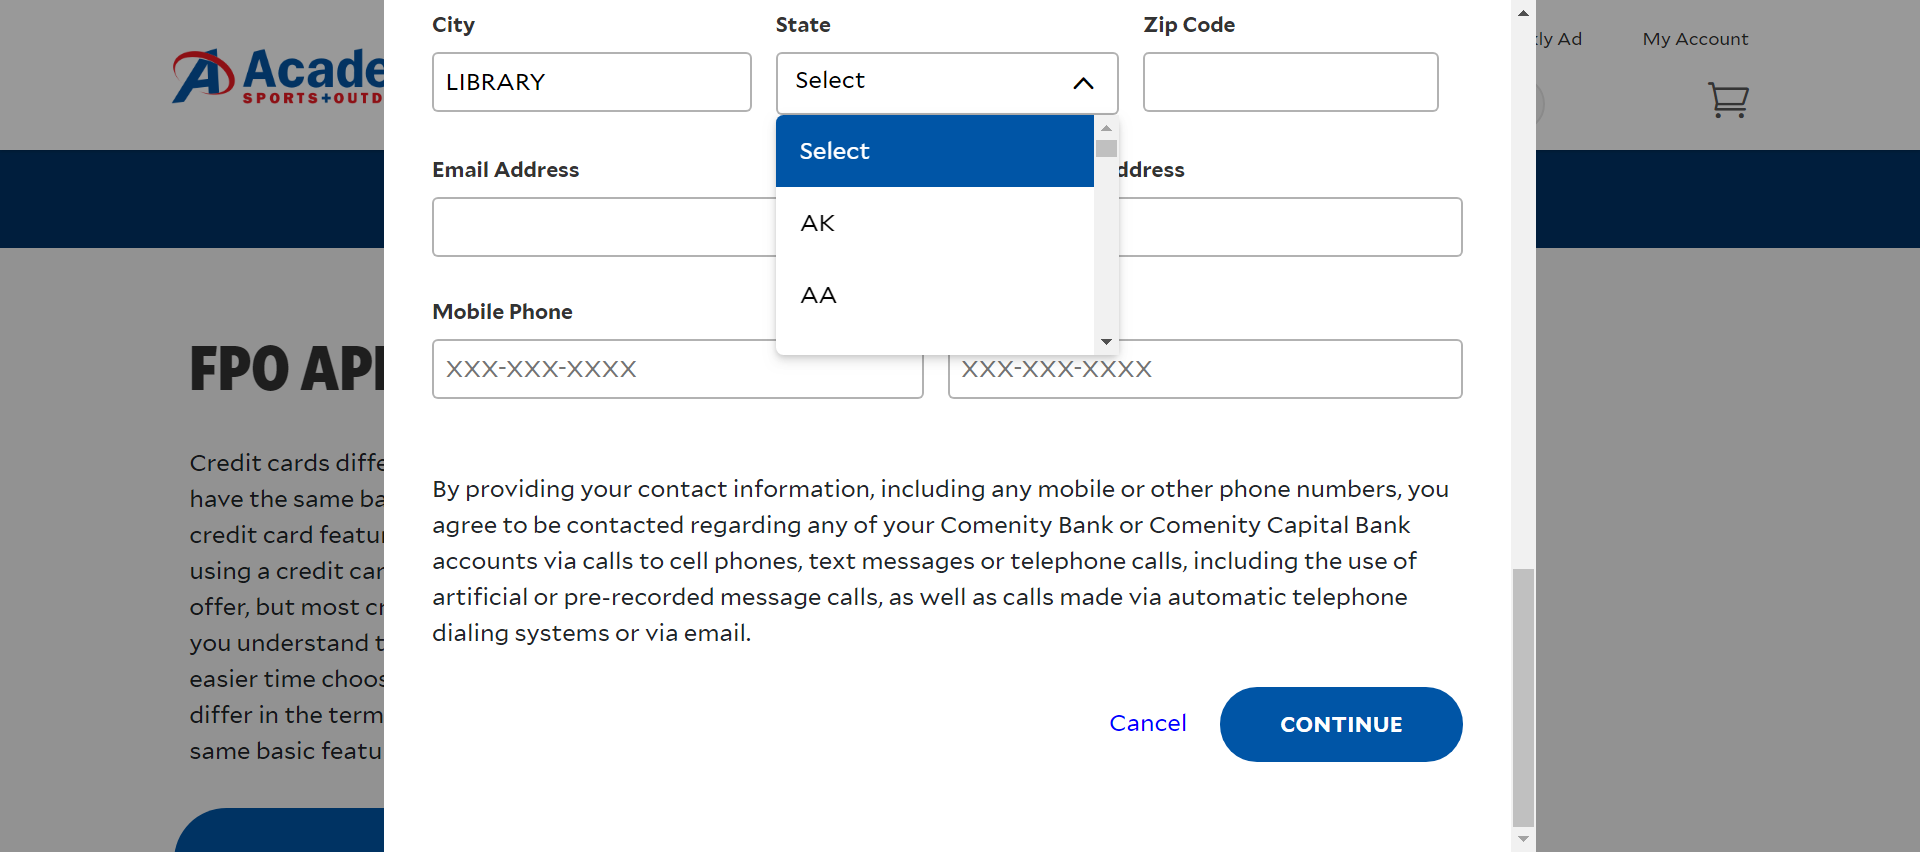 Acade
SPORTS+OUTD
ly Ad
My Account
City
State
Zip Code
LIBRARY
Select
Select
AK
AA
Email Address
ddress
Mobile Phone
XXX-XXX-XXXX
XXX-XXX-XXXX
FPO AP
Credit cards diffe
have the same ba
credit card featur
using a credit car
offer, but most cr
you understand t
easier time choos
differ in the term
same basic featu
By providing your contact information, including any mobile or other phone numbers, you
agree to be contacted regarding any of your Comenity Bank or Comenity Capital Bank
accounts via calls to cell phones, text messages or telephone calls, including the use of
artificial or pre-recorded message calls, as well as calls made via automatic telephone
dialing systems or via email.
Cancel
CONTINUE